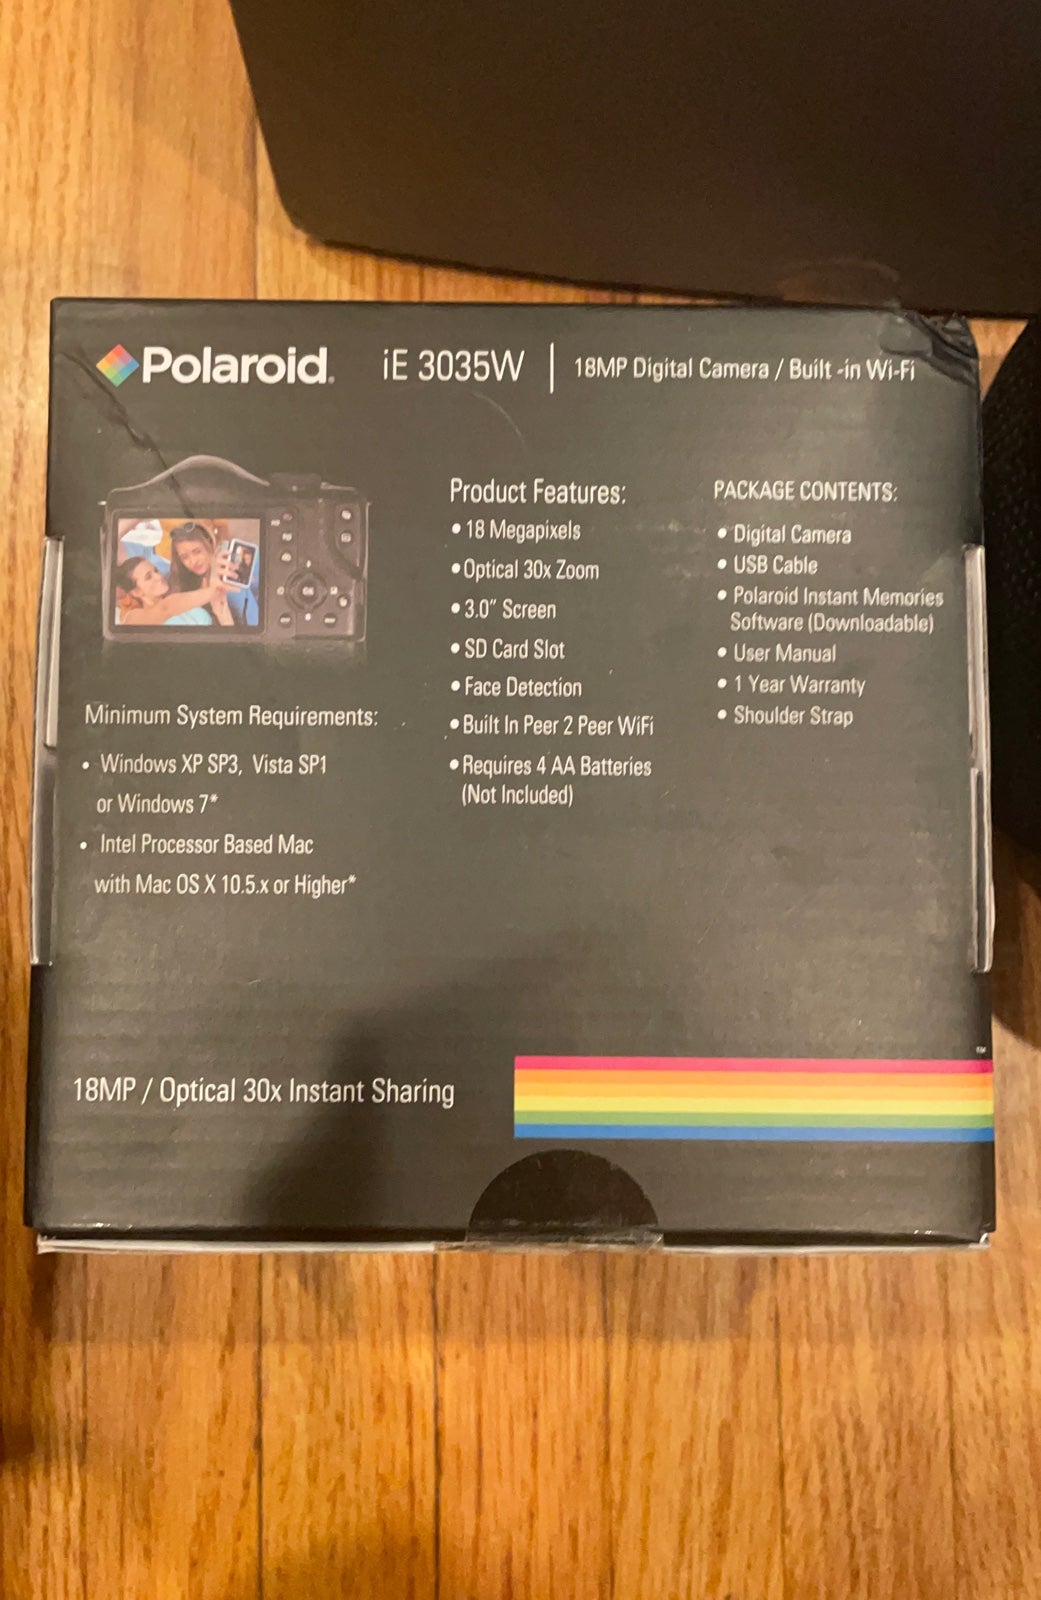 Polaroid® iE 3035W | 18MP Digital Camera / Built -in Wi-Fi
Product Features:
• 18 Megapixels
• Optical 30x Zoom
• 3.0" Screen
• SD Card Slot
• Face Detection
• Built In Peer 2 Peer WiFi
• Requires 4 AA Batteries
(Not Included)
PACKAGE CONTENTS:
• Digital Camera
• USB Cable
• Polaroid Instant Memories
Software (Downloadable)
• User Manual
• 1 Year Warranty
• Shoulder Strap
Minimum System Requirements:
• Windows XP SP3, Vista SP1
or Windows 7*
• Intel Processor Based Mac
with Mac OS X 10.5.x or Higher*
18MP / Optical 30x Instant Sharing
TM